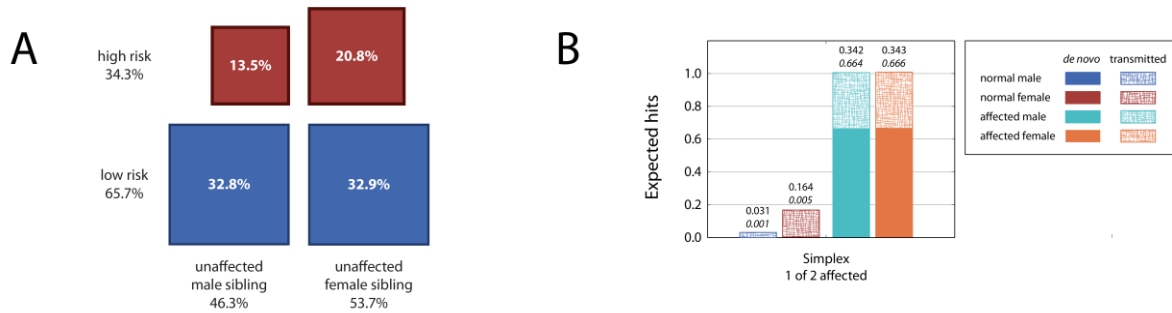 A
high risk
34.3%
13.5%
20.8%
low risk
65.7%
32.8%
32.9%
unaffected
male sibling
46.3%
unaffected
female sibling
53.7%
B
Expected hits
1.0
0.8
0.6
0.4
0.2
0.0
0.031
0.001
0.164
0.005
0.342
0.664
0.343
0.666
Simplex
1 of 2 affected
de novo transmitted
normal male
normal female
affected male
affected female